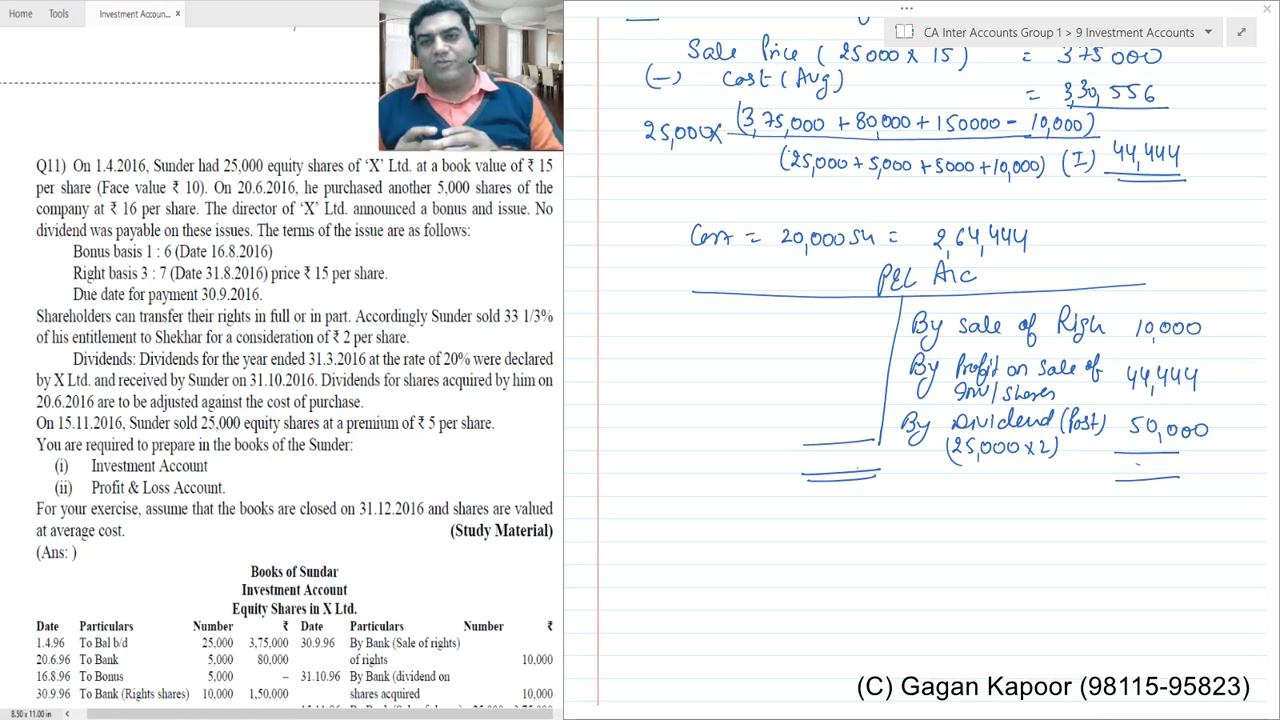 Home Tools Investment Accoun... ×
Q11) On 1.4.2016, Sunder had 25,000 equity shares of 'X' Ltd. at a book value of ₹ 15
per share (Face value ₹ 10). On 20.6.2016, he purchased another 5,000 shares of the
company at ₹ 16 per share. The director of 'X' Ltd. announced a bonus and issue. No
dividend was payable on these issues. The terms of the issue are as follows:
Bonus basis 1 : 6 (Date 16.8.2016)
Right basis 3 : 7 (Date 31.8.2016) price ₹ 15 per share.
Due date for payment 30.9.2016.
Shareholders can transfer their rights in full or in part. Accordingly Sunder sold 33 1/3%
of his entitlement to Shekhar for a consideration of ₹ 2 per share.
Dividends: Dividends for the year ended 31.3.2016 at the rate of 20% were declared
by X Ltd. and received by Sunder on 31.10.2016. Dividends for shares acquired by him on
20.6.2016 are to be adjusted against the cost of purchase.
On 15.11.2016, Sunder sold 25,000 equity shares at a premium of ₹ 5 per share.
You are required to prepare in the books of the Sunder:
(i) Investment Account
(ii) Profit & Loss Account.
For your exercise, assume that the books are closed on 31.12.2016 and shares are valued
at average cost. (Study Material)
(Ans: )
Books of Sundar
Investment Account
Equity Shares in X Ltd.
Date Particulars Number ₹ Date Particulars Number ₹
1.4.96 To Bal b/d 25,000 3,75,000 30.9.96 By Bank (Sale of rights)
20.6.96 To Bank 5,000 80,000 of rights 10,000
16.8.96 To Bonus 5,000 – 31.10.96 By Bank (dividend on
30.9.96 To Bank (Rights shares) 10,000 1,50,000 shares acquired 10,000
8.50 x 11.00 in
CA Inter Accounts Group 1 > 9 Investment Accounts
Sale Price (25000 x 15) = 375000
(-) Cost (Avg) = 3,30,556
25,000 x (3,75,000 + 80,000 + 150000 - 10,000)
(25,000 + 5,000 + 5000 + 10,000) (I) 44,444
Cost = 20,000 SH = 2,64,444
P&L A/c
By Sale of Righ 10,000
By Profit on Sale of 44,444
Inv/Shares
By Dividend (Post) 50,000
(25,000 x 2)
(C) Gagan Kapoor (98115-95823)